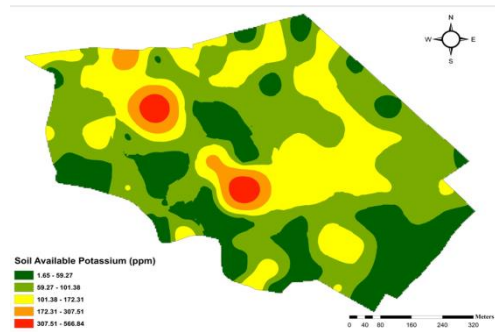 N
W E
S
Soil Available Potassium (ppm)
1.65 - 59.27
59.27 - 101.38
101.38 - 172.31
172.31 - 307.51
307.51 - 566.84
Meters
0 40 80 160 240 320